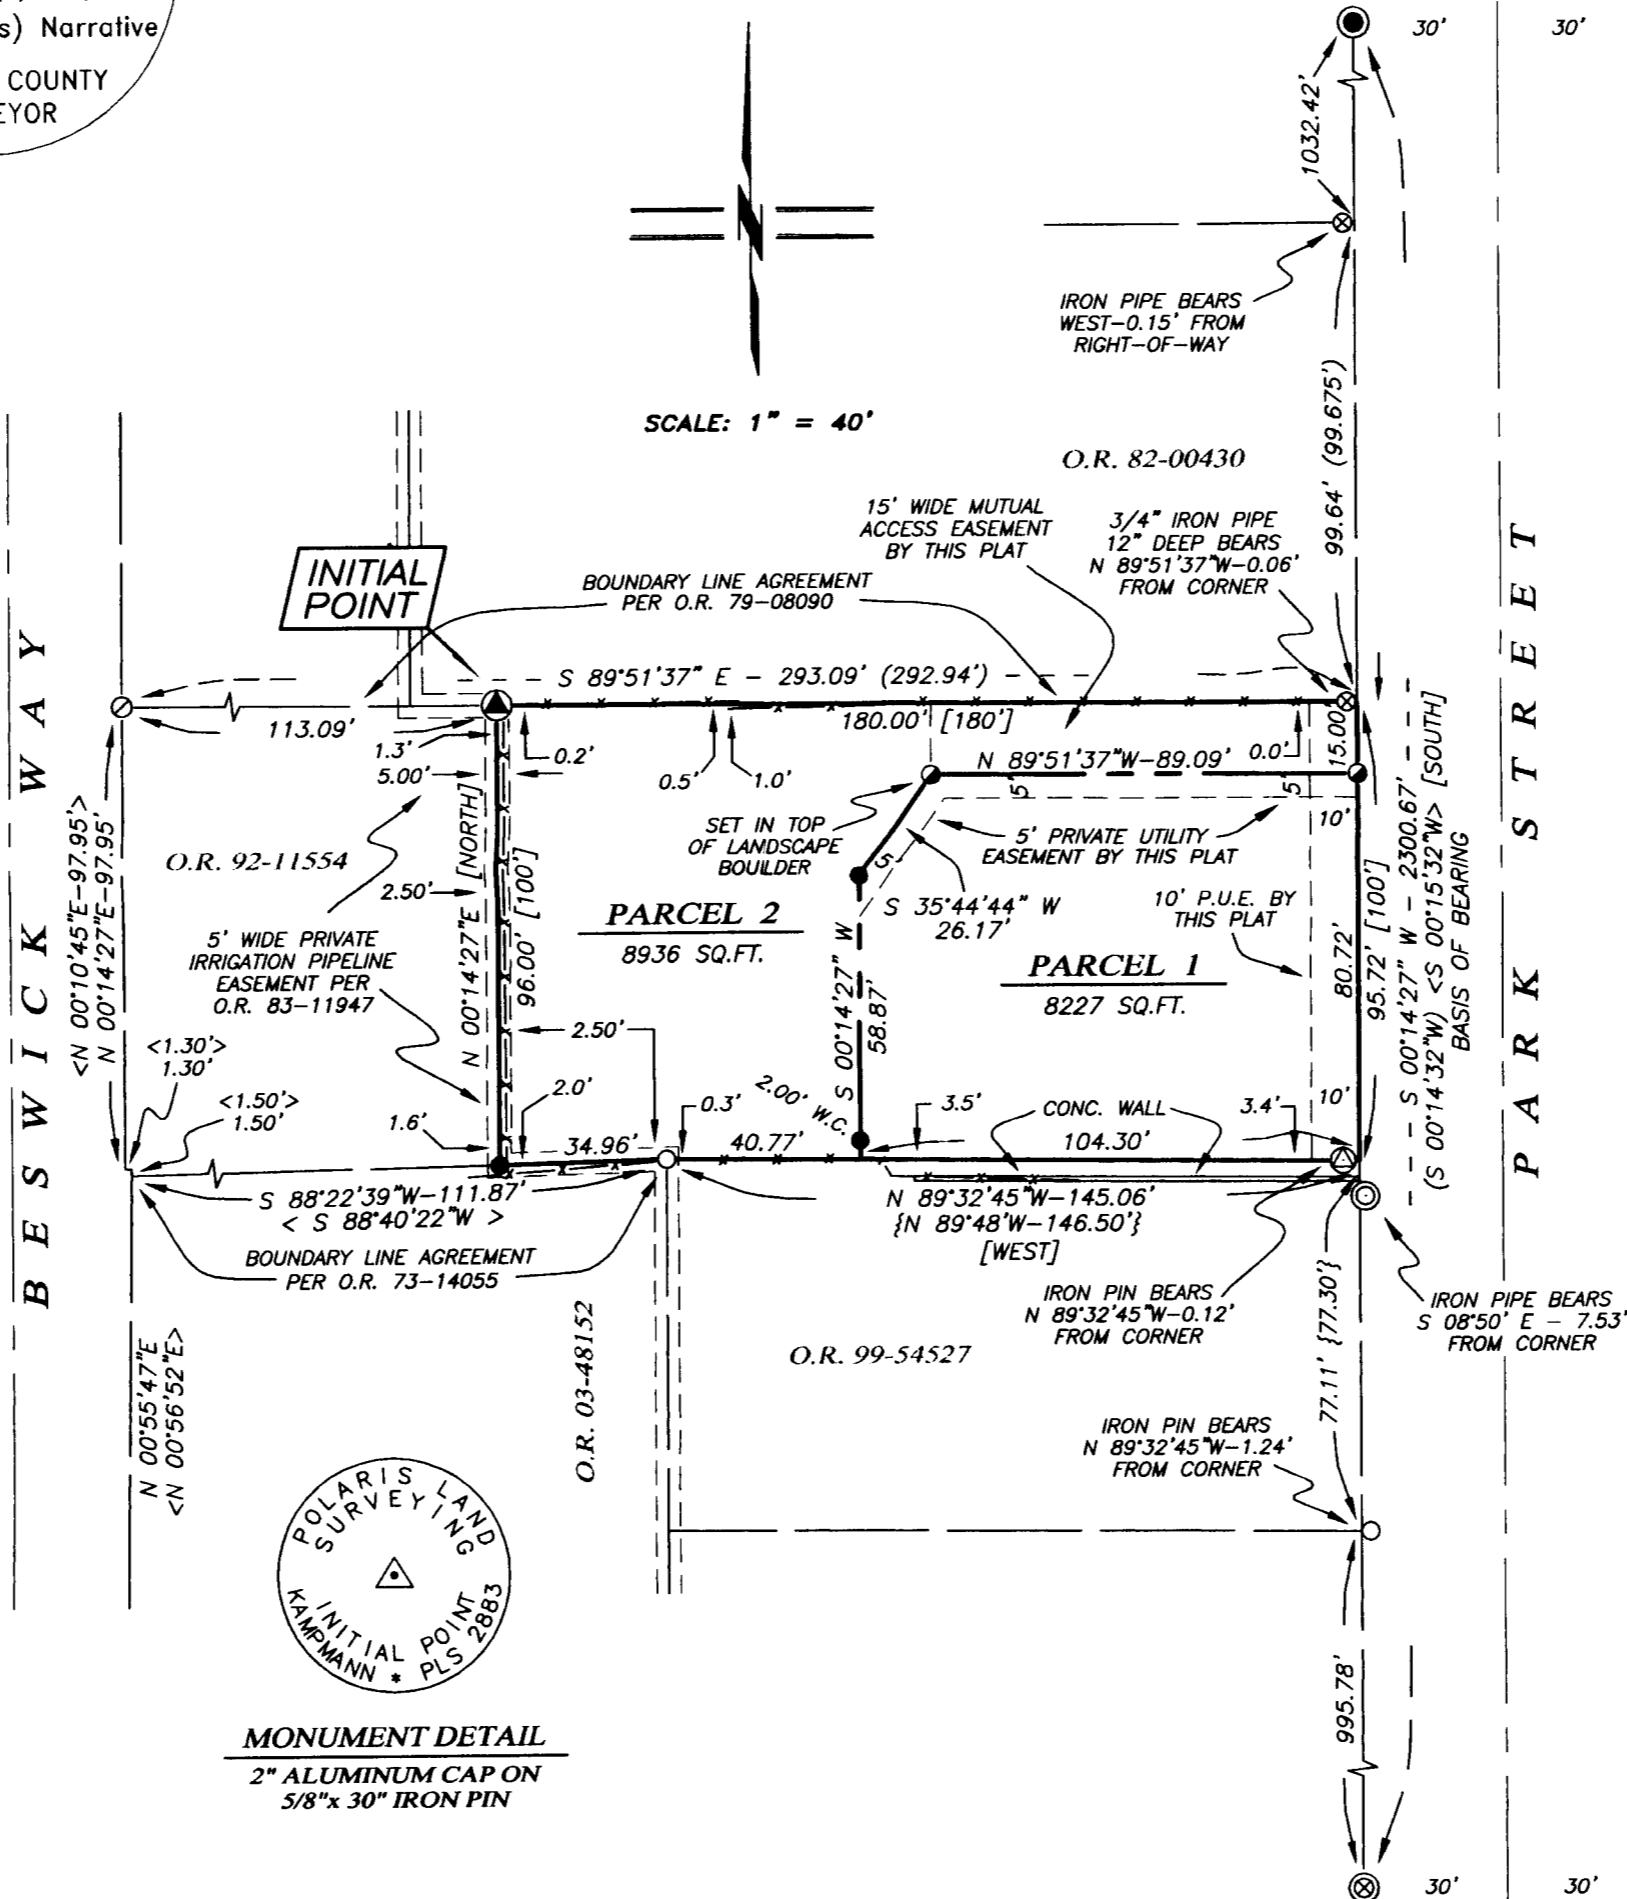 s) Narrative
COUNTY
EYOR
30'
30'
1032.42'
IRON PIPE BEARS
WEST-0.15' FROM
RIGHT-OF-WAY
SCALE: 1" = 40'
O.R. 82-00430
99.64' (99.675')
15' WIDE MUTUAL
ACCESS EASEMENT
BY THIS PLAT
3/4" IRON PIPE
12" DEEP BEARS
N 89°51'37"W-0.06'
FROM CORNER
INITIAL
POINT
BOUNDARY LINE AGREEMENT
PER O.R. 79-08090
S 89°51'37" E - 293.09' (292.94')
113.09'
180.00' [180']
15.00'
1.3'
0.2'
5.00'
0.5'
1.0'
N 89°51'37"W-89.09'
0.0'
5'
5'
10'
SET IN TOP
OF LANDSCAPE
BOULDER
5' PRIVATE UTILITY
EASEMENT BY THIS PLAT
5'
S 35°44'44" W
26.17'
10' P.U.E. BY
THIS PLAT
BESWICK WAY
<N 00°10'45"E-97.95'>
N 00°14'27"E-97.95'
O.R. 92-11554
2.50'
N 00°14'27"E [NORTH]
96.00' [100']
5' WIDE PRIVATE
IRRIGATION PIPELINE
EASEMENT PER
O.R. 83-11947
PARCEL 2
8936 SQ.FT.
PARCEL 1
8227 SQ.FT.
S 00°14'27" W
58.87'
80.72'
95.72' [100']
S 00°14'27" W - 2300.67'
(S 00°14'32"W) <S 00°15'32"W> [SOUTH]
BASIS OF BEARING
PARK STREET
<1.30'>
1.30'
<1.50'>
1.50'
2.50'
2.0'
1.6'
0.3'
2.00' W.C.
3.5'
CONC. WALL
3.4'
10'
34.96'
40.77'
104.30'
S 88°22'39"W-111.87'
< S 88°40'22"W >
N 89°32'45"W-145.06'
{N 89°48'W-146.50'}
[WEST]
BOUNDARY LINE AGREEMENT
PER O.R. 73-14055
IRON PIN BEARS
N 89°32'45"W-0.12'
FROM CORNER
IRON PIPE BEARS
S 08°50' E - 7.53'
FROM CORNER
77.11' {77.30'}
N 00°55'47"E
<N 00°56'52"E>
O.R. 03-48152
O.R. 99-54527
IRON PIN BEARS
N 89°32'45"W-1.24'
FROM CORNER
POLARIS LAND
SURVEYING
INITIAL POINT
KAMPMANN * PLS 2883
995.78'
MONUMENT DETAIL
2" ALUMINUM CAP ON
5/8"x 30" IRON PIN
30'
30'